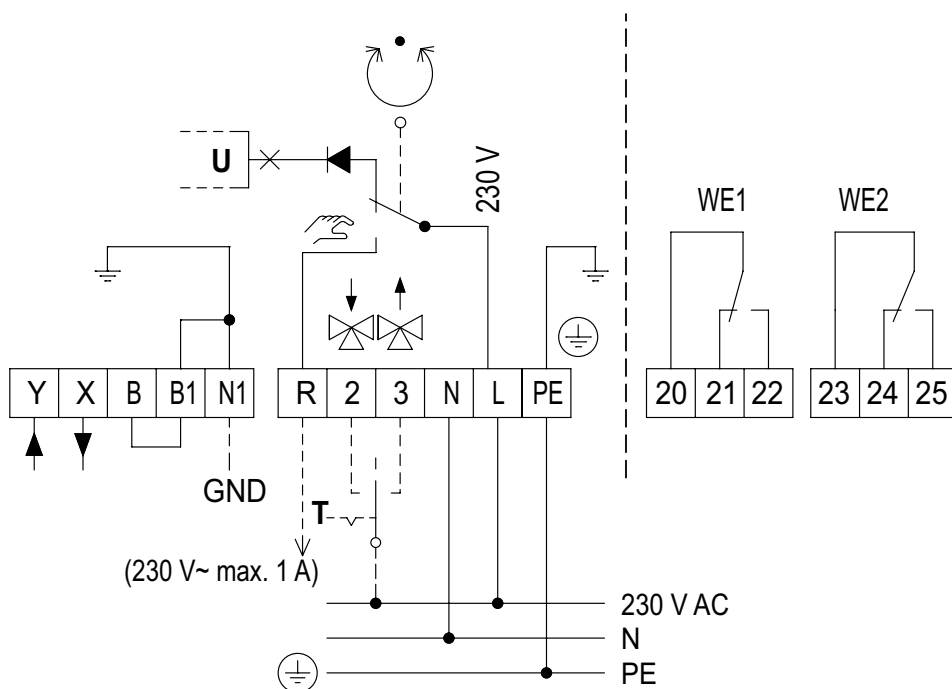 U
230 V
WE1
WE2
Y X B B1 N1
R 2 3 N L PE
20 21 22
23 24 25
GND
T
(230 V~ max. 1 A)
230 V AC
N
PE